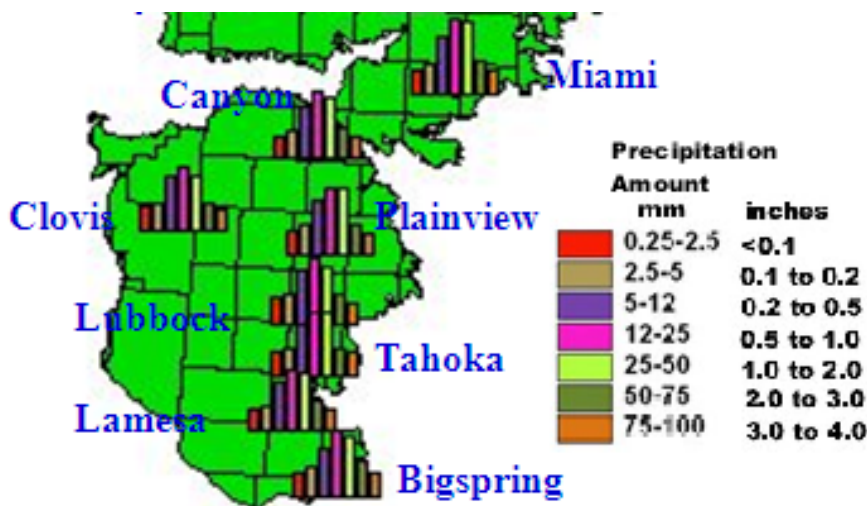 Miami
Canyon
Clovis
Plainview
Lubbock
Tahoka
Lamesa
Bigspring
Precipitation
Amount
mm inches
0.25-2.5 <0.1
2.5-5 0.1 to 0.2
5-12 0.2 to 0.5
12-25 0.5 to 1.0
25-50 1.0 to 2.0
50-75 2.0 to 3.0
75-100 3.0 to 4.0